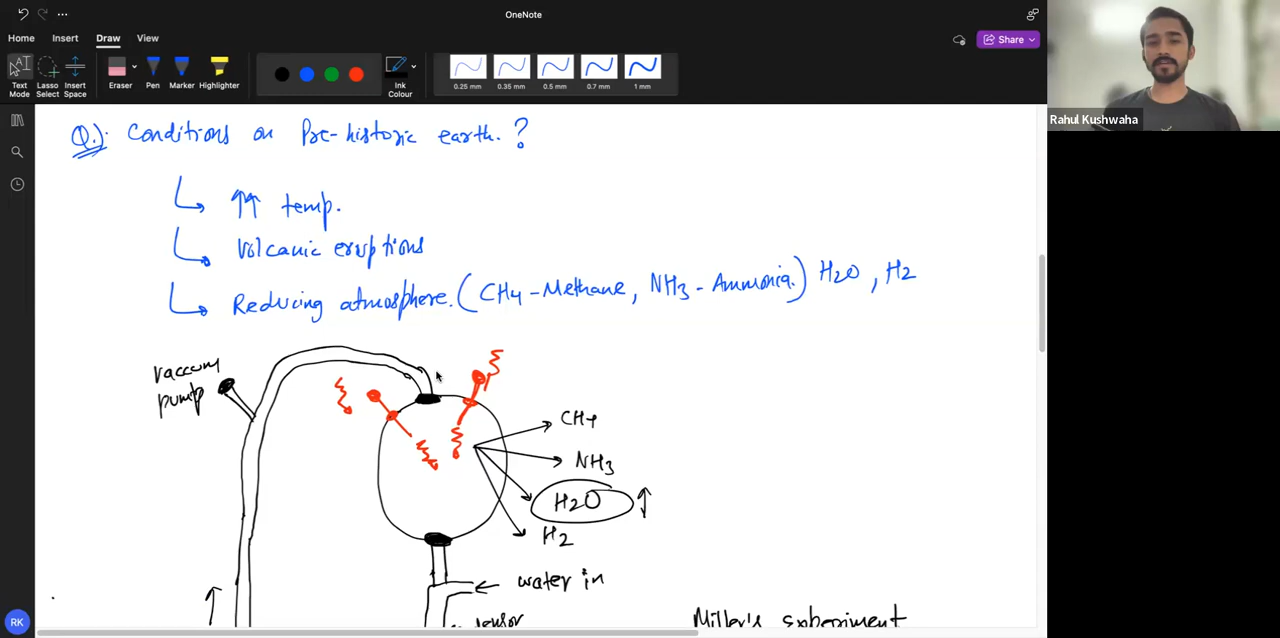 OneNote
Home Insert Draw View
Share
Text Mode
Lasso Select
Insert Space
Eraser
Pen
Marker
Highlighter
Ink Colour
0.25 mm
0.35 mm
0.5 mm
0.7 mm
1 mm
Rahul Kushwaha
Q.): Conditions on Pre-historic earth.?
↑↑ temp.
Volcanic eruptions
Reducing atmosphere. (CH4 - Methane, NH3 - Ammonia.) H2O, H2
vaccum pump
CH4
NH3
H2O ↑
H2
water in
Miller's experiment
RK